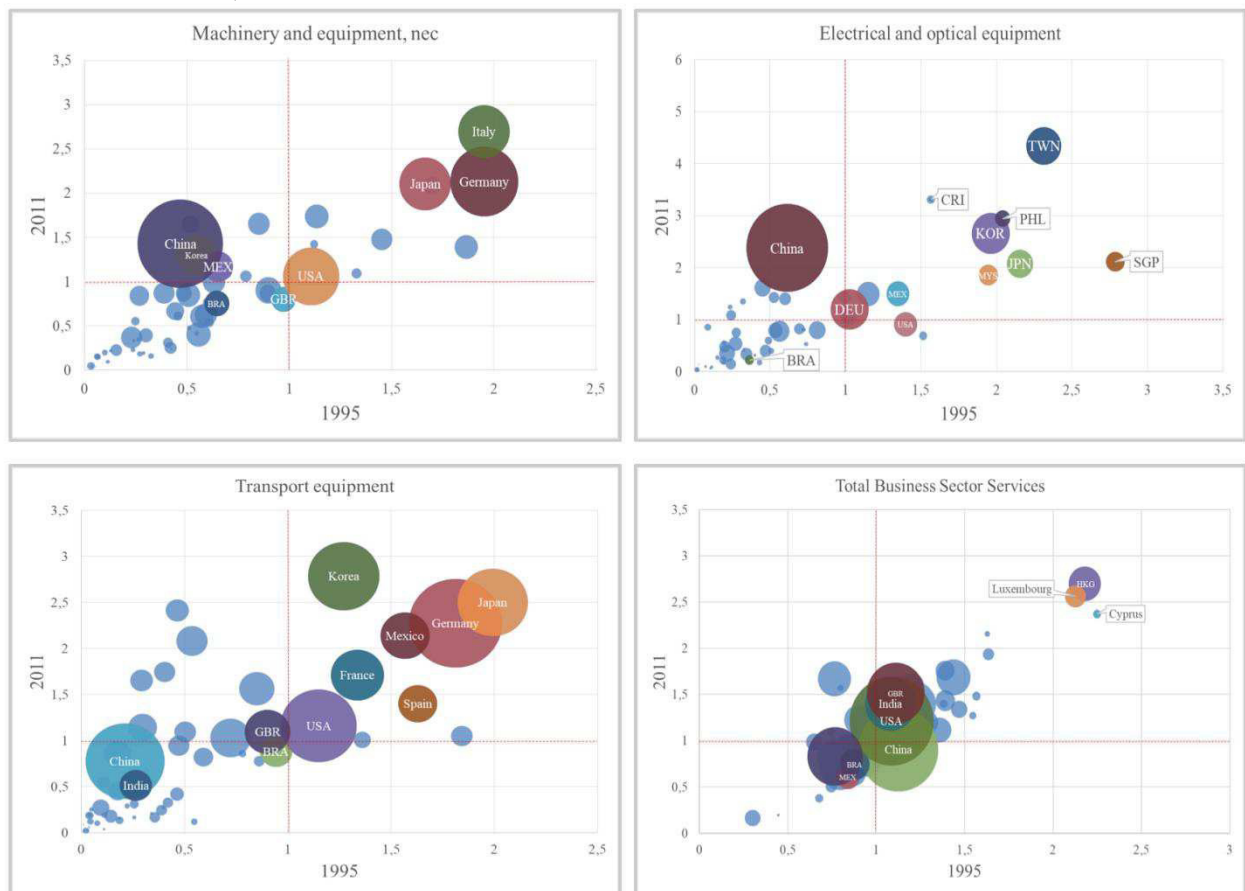 Machinery and equipment, nec
3,5
3
2,5
2
1,5
1
0,5
0
2011
Italy
Japan
Germany
China
Korea
MEX
USA
GBR
BRA
0
0,5
1
1,5
2
2,5
1995
Electrical and optical equipment
6
5
4
3
2
1
0
2011
TWN
CRI
PHL
KOR
China
SGP
JPN
MYS
MEX
DEU
USA
BRA
0
0,5
1
1,5
2
2,5
3
3,5
1995
Transport equipment
3,5
3
2,5
2
1,5
1
0,5
0
2011
Korea
Japan
Germany
Mexico
France
Spain
USA
GBR
BRA
China
India
0
0,5
1
1,5
2
2,5
1995
Total Business Sector Services
3,5
3
2,5
2
1,5
1
0,5
0
2011
HKG
Luxembourg
Cyprus
GBR
India
USA
China
BRA
MEX
0
0,5
1
1,5
2
2,5
3
1995